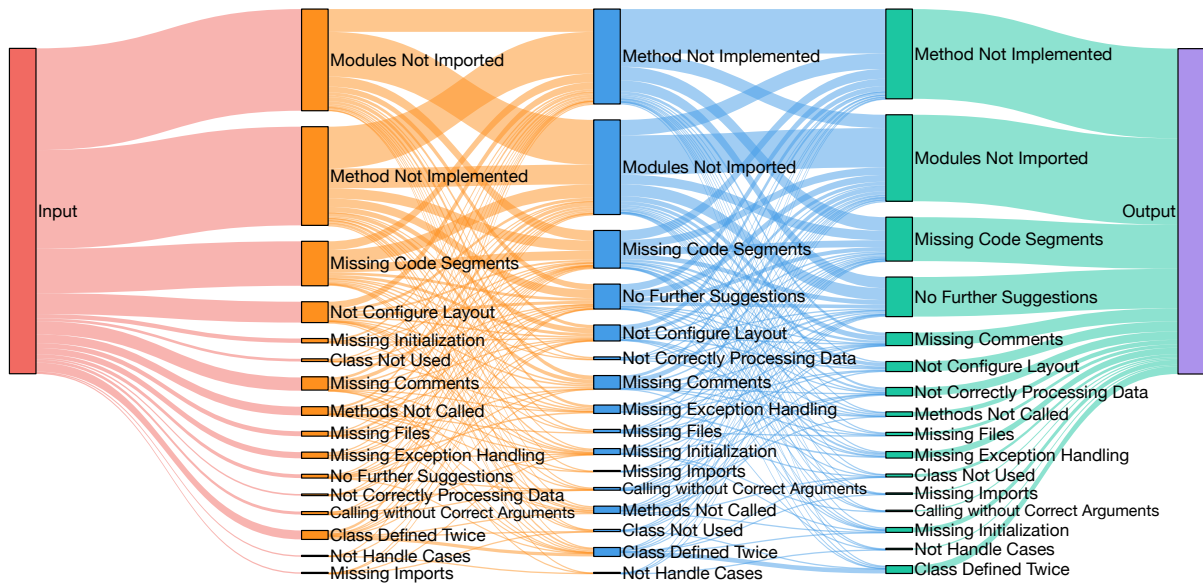 Input
Modules Not Imported
Method Not Implemented
Missing Code Segments
Not Configure Layout
Missing Initialization
Class Not Used
Missing Comments
Methods Not Called
Missing Files
Missing Exception Handling
No Further Suggestions
Not Correctly Processing Data
Calling without Correct Arguments
Class Defined Twice
Not Handle Cases
Missing Imports
Method Not Implemented
Modules Not Imported
Missing Code Segments
No Further Suggestions
Not Configure Layout
Not Correctly Processing Data
Missing Comments
Missing Exception Handling
Missing Files
Missing Initialization
Missing Imports
Calling without Correct Arguments
Methods Not Called
Class Not Used
Class Defined Twice
Not Handle Cases
Method Not Implemented
Modules Not Imported
Missing Code Segments
No Further Suggestions
Missing Comments
Not Configure Layout
Not Correctly Processing Data
Methods Not Called
Missing Files
Missing Exception Handling
Class Not Used
Missing Imports
Calling without Correct Arguments
Missing Initialization
Not Handle Cases
Class Defined Twice
Output